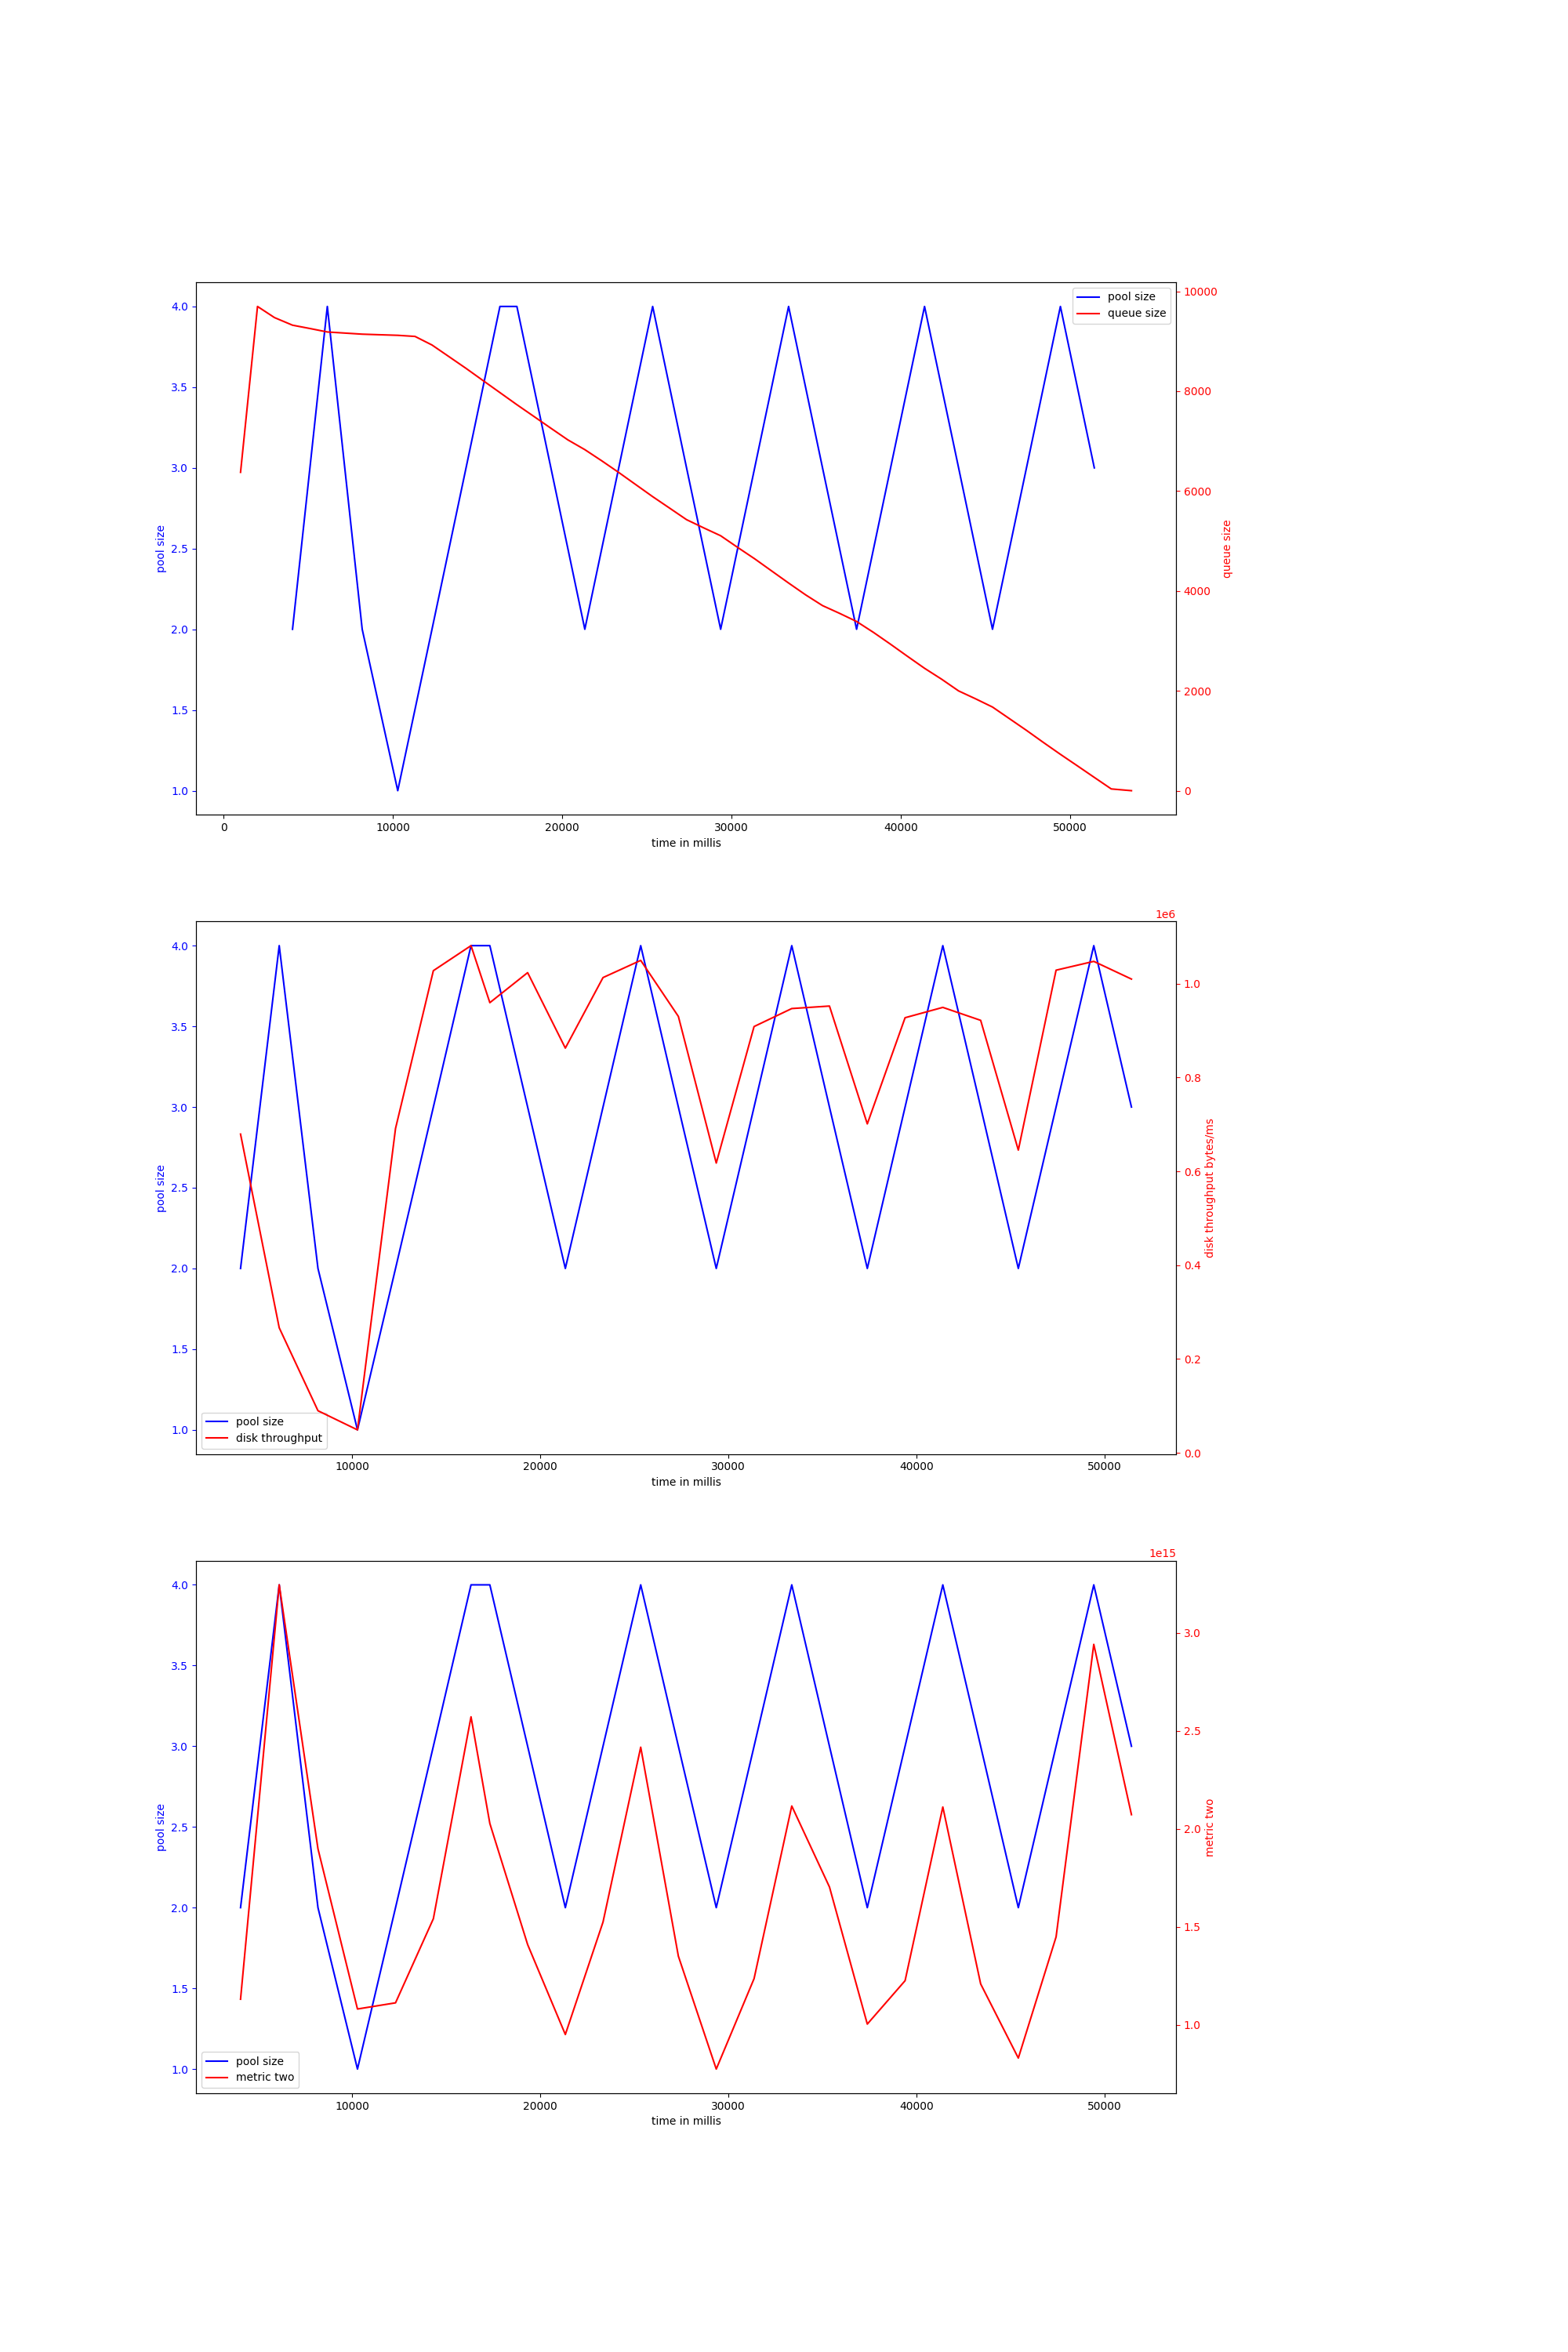 pool size
queue size
4.0
3.5
3.0
2.5
2.0
1.5
1.0
pool size
10000
8000
6000
4000
2000
0
queue size
0 10000 20000 30000 40000 50000
time in millis
1e6
4.0
3.5
3.0
2.5
2.0
1.5
1.0
pool size
1.0
0.8
0.6
0.4
0.2
0.0
disk throughput bytes/ms
pool size
disk throughput
10000 20000 30000 40000 50000
time in millis
1e15
4.0
3.5
3.0
2.5
2.0
1.5
1.0
pool size
3.0
2.5
2.0
1.5
1.0
metric two
pool size
metric two
10000 20000 30000 40000 50000
time in millis